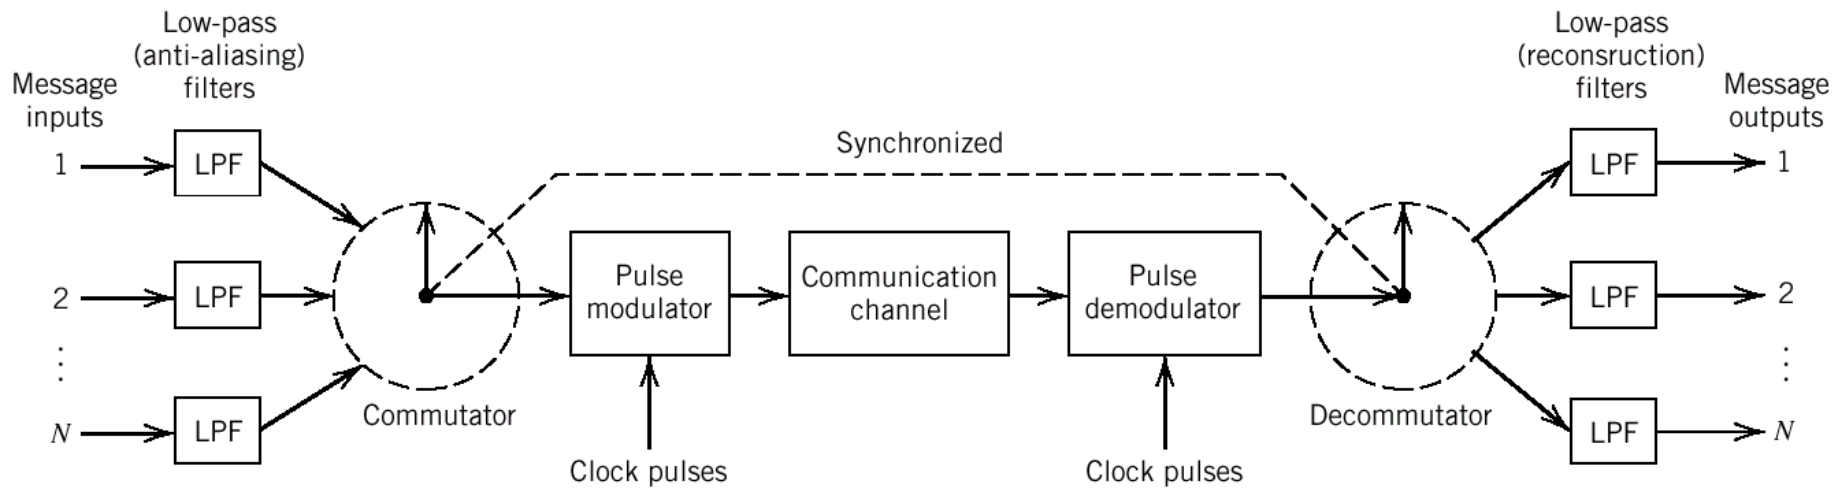 Low-pass
(anti-aliasing)
filters
Message
inputs
1
LPF
2
LPF
⋮
N
LPF
Commutator
Synchronized
Pulse
modulator
Clock pulses
Communication
channel
Pulse
demodulator
Clock pulses
Decommutator
Low-pass
(reconsruction)
filters
Message
outputs
LPF
1
LPF
2
⋮
LPF
N